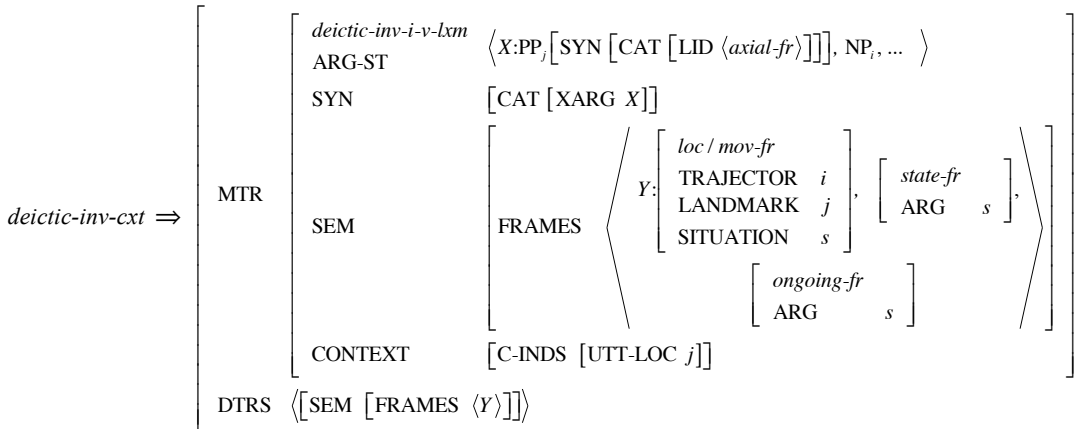 deictic-inv-i-v-lxm
ARG-ST ⟨X:PP_j[SYN [CAT [LID ⟨axial-fr⟩]]], NP_i, ... ⟩
SYN [CAT [XARG X]]
loc / mov-fr
TRAJECTOR i
LANDMARK j
SITUATION s
state-fr
ARG s
deictic-inv-cxt ⇒
MTR
SEM
FRAMES
Y:
,
,
ongoing-fr
ARG s
CONTEXT [C-INDS [UTT-LOC j]]
DTRS ⟨[SEM [FRAMES ⟨Y⟩]]⟩